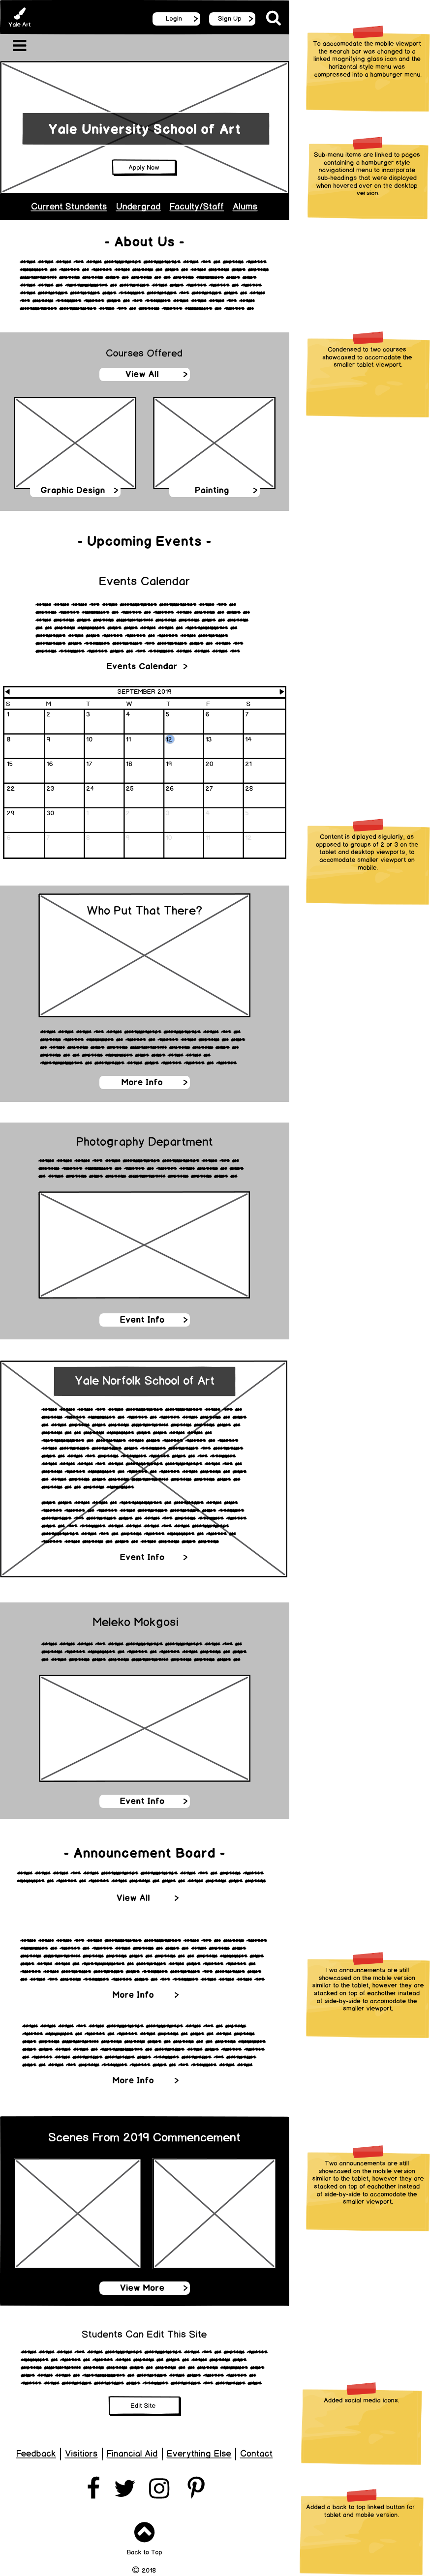 Yale Art
Login >
Sign Up >
To aaccomodate the mobile viewport
the search bar was changed to a
linked magnifying glass icon and the
horizontal style menu was
compressed into a hamburger menu.
Yale University School of Art
Apply Now
Sub-menu items are linked to pages
containing a hamburger style
navigational menu to incorporate
sub-headings that were displayed
when hovered over on the desktop
version.
Current Stundents Undergrad Faculty/Staff Alums
- About Us -
Courses Offered
View All >
Condensed to two courses
showcased to accomadate the
smaller tablet viewport.
Graphic Design >
Painting >
- Upcoming Events -
Events Calendar
Events Calendar >
SEPTEMBER 2019
S M T W T F S
1 2 3 4 5 6 7
8 9 10 11 12 13 14
15 16 17 18 19 20 21
22 23 24 25 26 27 28
29 30 1 2 3 4 5
6 7 8 9 10 11 12
Content is diplayed sigularly, as
opposed to groups of 2 or 3 on the
tablet and desktop viewports, to
accomodate smaller viewport on
mobile.
Who Put That There?
More Info >
Photography Department
Event Info >
Yale Norfolk School of Art
Event Info >
Meleko Mokgosi
Event Info >
- Announcement Board -
View All >
More Info >
Two announcements are still
showcased on the mobile version
similar to the tablet, however they are
stacked on top of eachother instead
of side-by-side to accomodate the
smaller viewport.
More Info >
Scenes From 2019 Commencement
View More >
Two announcements are still
showcased on the mobile version
similar to the tablet, however they are
stacked on top of eachother instead
of side-by-side to accomodate the
smaller viewport.
Students Can Edit This Site
Edit Site
Added social media icons.
Feedback | Visitiors | Financial Aid | Everything Else | Contact
Added a back to top linked button for
tablet and mobile version.
Back to Top
© 2018